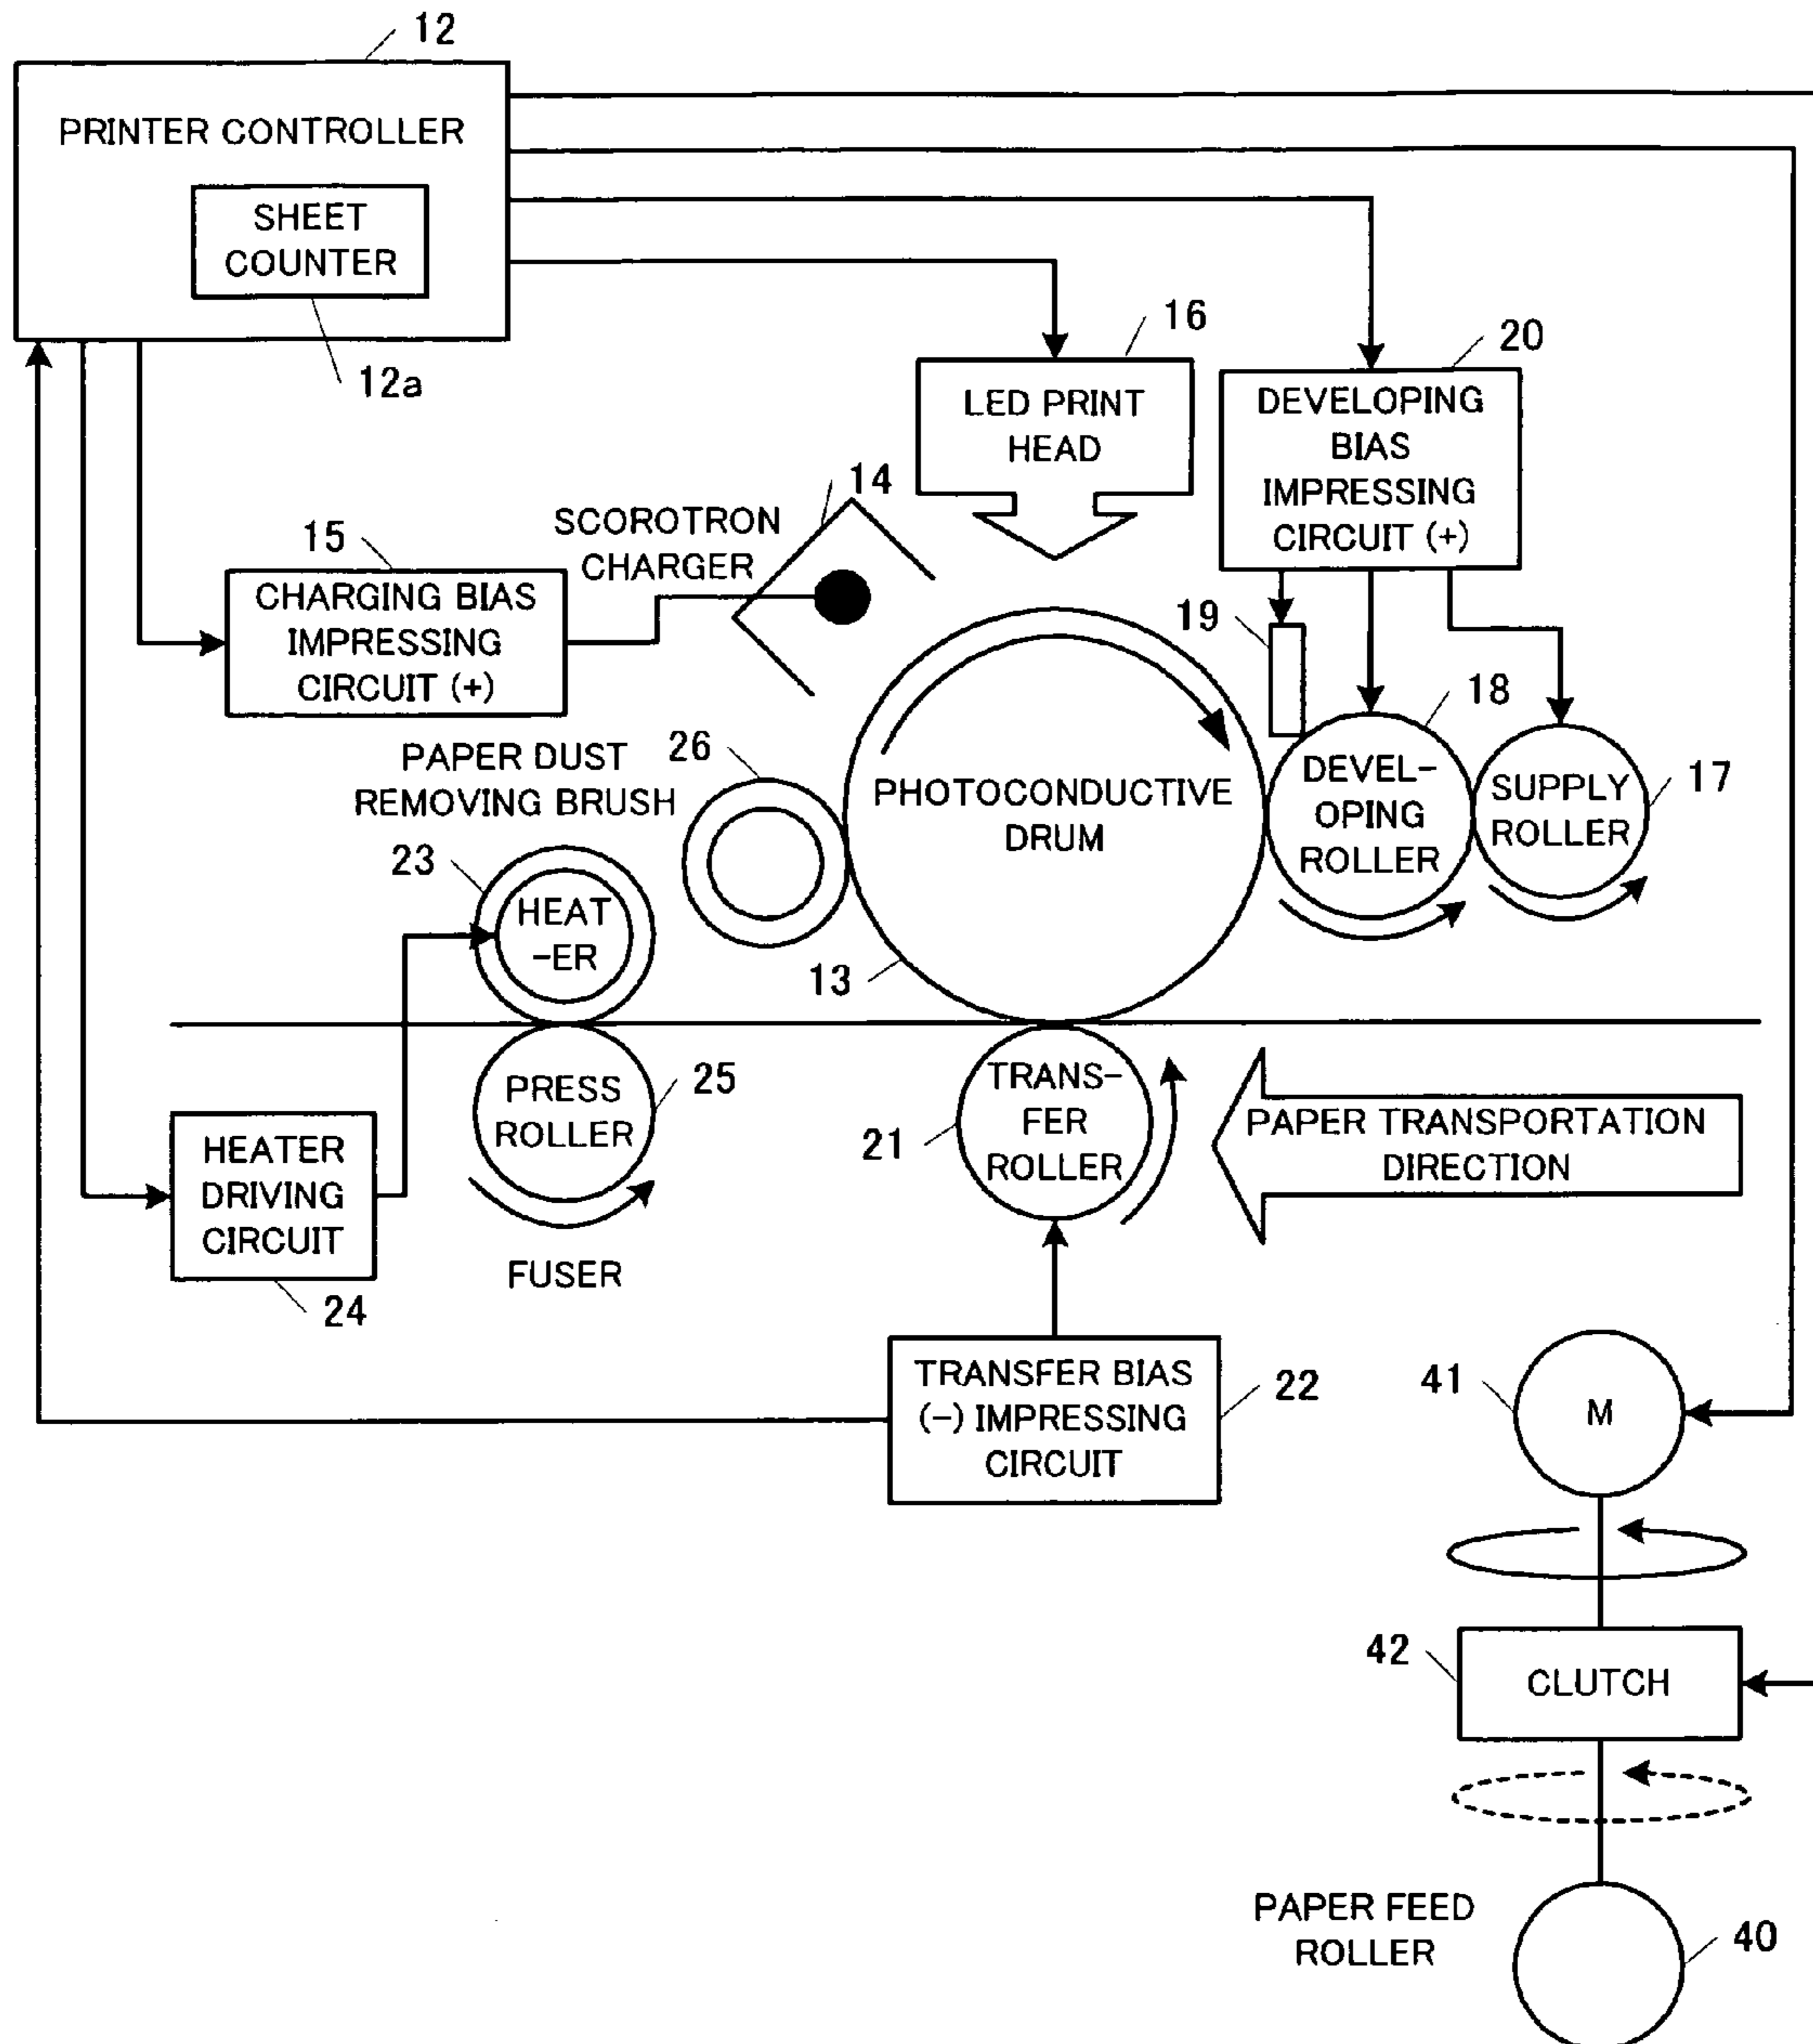 12
PRINTER CONTROLLER
SHEET
COUNTER
12a
16
LED PRINT
HEAD
20
DEVELOPING
BIAS
IMPRESSING
CIRCUIT (+)
14
SCOROTRON
CHARGER
15
CHARGING BIAS
IMPRESSING
CIRCUIT (+)
19
18
DEVEL-
OPING
ROLLER
17
SUPPLY
ROLLER
26
PAPER DUST
REMOVING BRUSH
PHOTOCONDUCTIVE
DRUM
13
23
HEAT
-ER
PRESS
ROLLER
25
FUSER
TRANS-
FER
ROLLER
21
PAPER TRANSPORTATION
DIRECTION
HEATER
DRIVING
CIRCUIT
24
TRANSFER BIAS
(-) IMPRESSING
CIRCUIT
22
41
M
42
CLUTCH
PAPER FEED
ROLLER
40